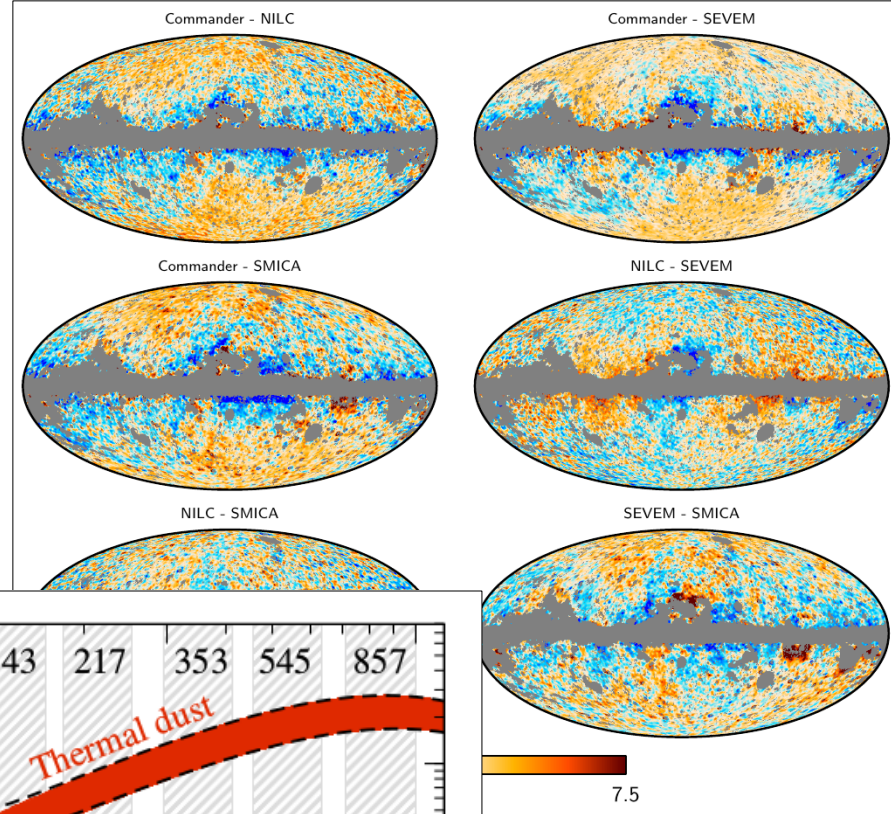 Commander - NILC
Commander - SEVEM
Commander - SMICA
NILC - SEVEM
NILC - SMICA
SEVEM - SMICA
43 217 353 545 857
Thermal dust
7.5